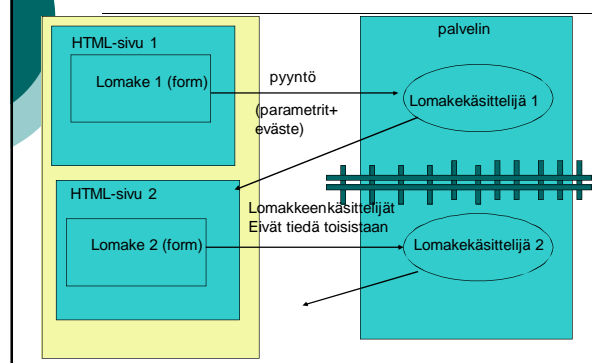 HTML-sivu 1
Lomake 1 (form)
pyyntö
(parametrit+
eväste)
palvelin
Lomakekäsittelijä 1
HTML-sivu 2
Lomake 2 (form)
Lomakkeenkäsittelijät
Eivät tiedä toisistaan
Lomakekäsittelijä 2